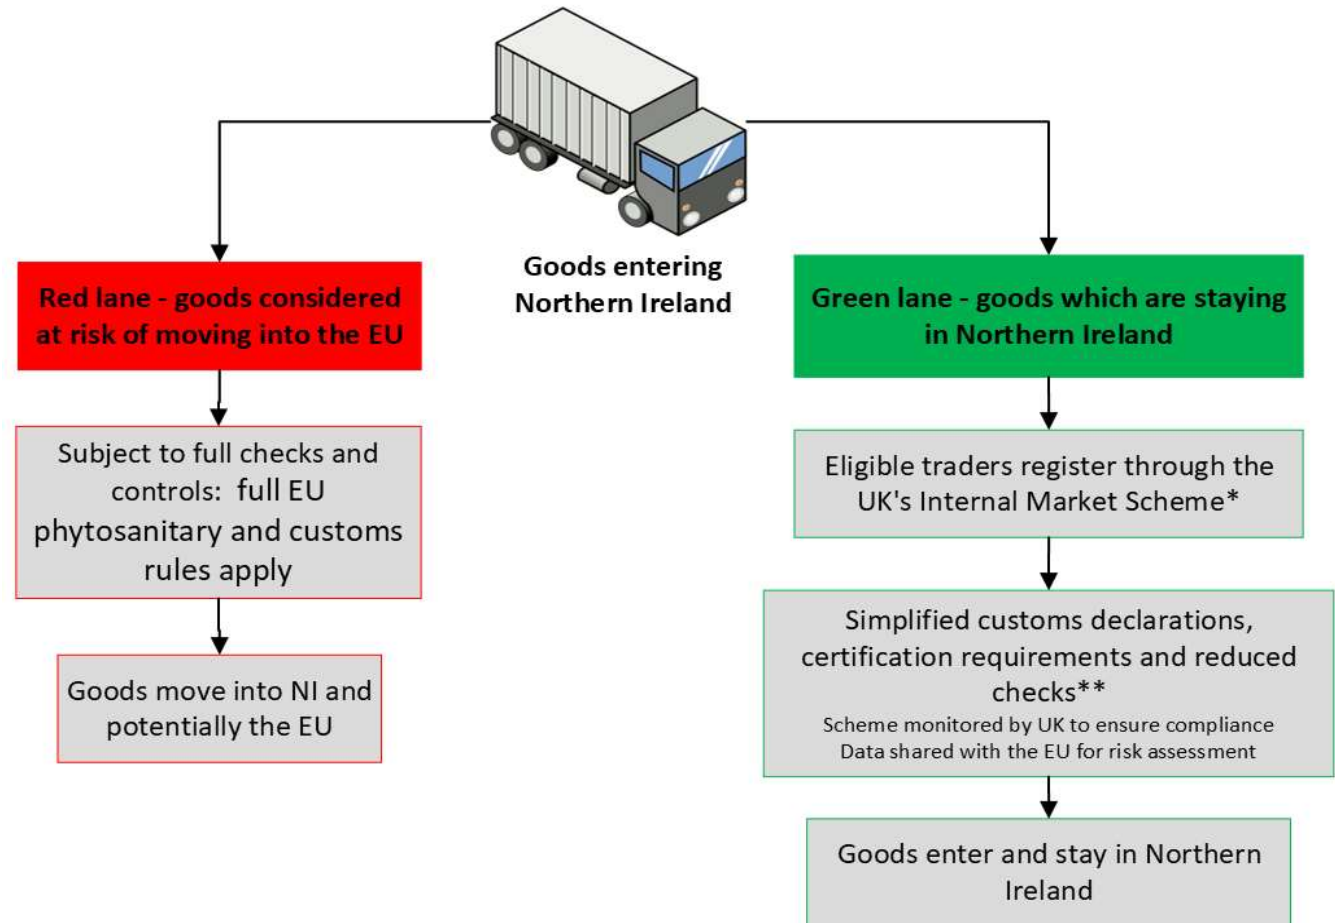 Goods entering
Northern Ireland
Red lane - goods considered
at risk of moving into the EU
Subject to full checks and
controls: full EU
phytosanitary and customs
rules apply
Goods move into NI and
potentially the EU
Green lane - goods which are staying
in Northern Ireland
Eligible traders register through the
UK's Internal Market Scheme*
Simplified customs declarations,
certification requirements and reduced
checks**
Scheme monitored by UK to ensure compliance
Data shared with the EU for risk assessment
Goods enter and stay in Northern
Ireland